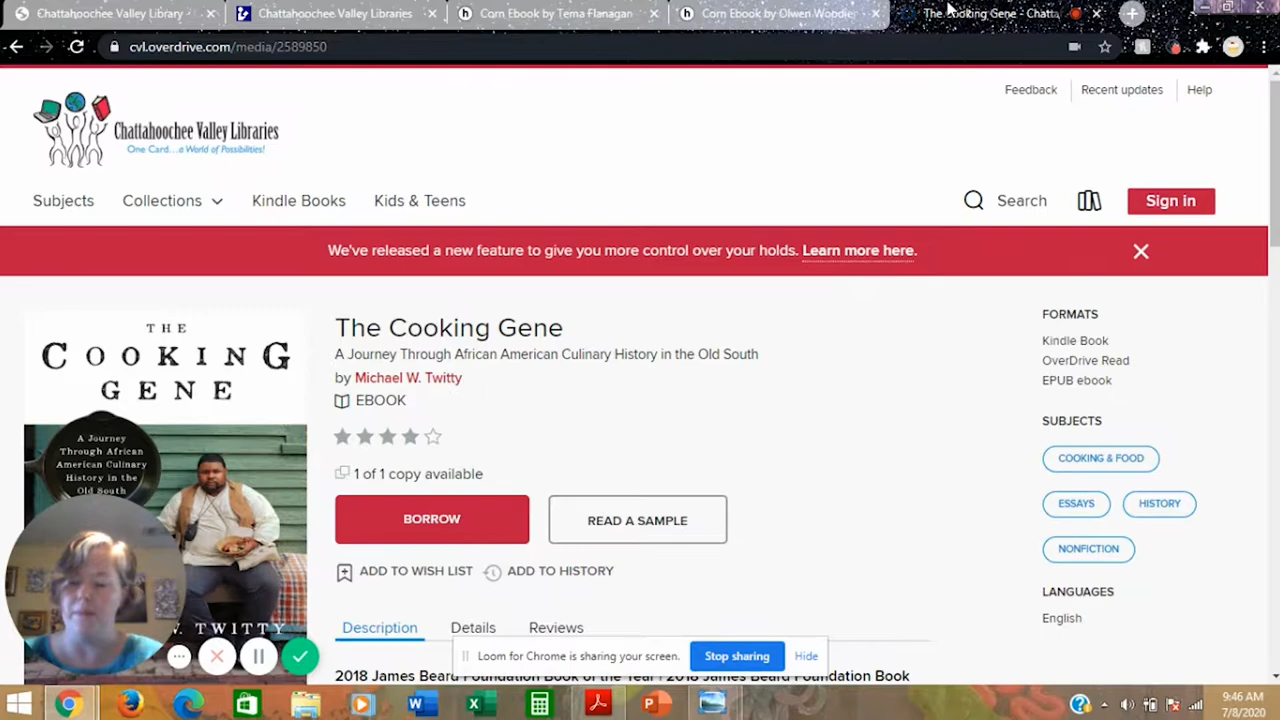 Chattahoochee Valley Library
Chattahoochee Valley Libraries
Corn Ebook by Tema Flanagan
Corn Ebook by Olwen Woodier
The Cooking Gene - Chatta
cvl.overdrive.com/media/2589850
Feedback
Recent updates
Help
Chattahoochee Valley Libraries
One Card...a World of Possibilities!
Subjects
Collections
Kindle Books
Kids & Teens
Search
Sign in
We've released a new feature to give you more control over your holds. Learn more here.
THE
COOKING
GENE
A Journey
Through African
American Culinary
History in the
Old South
W. TWITTY
The Cooking Gene
A Journey Through African American Culinary History in the Old South
by Michael W. Twitty
EBOOK
1 of 1 copy available
BORROW
READ A SAMPLE
ADD TO WISH LIST
ADD TO HISTORY
Description
Details
Reviews
2018 James Beard Foundation Book of the Year | 2018 James Beard Foundation Book
FORMATS
Kindle Book
OverDrive Read
EPUB ebook
SUBJECTS
COOKING & FOOD
ESSAYS
HISTORY
NONFICTION
LANGUAGES
English
Loom for Chrome is sharing your screen.
Stop sharing
Hide
9:46 AM
7/8/2020